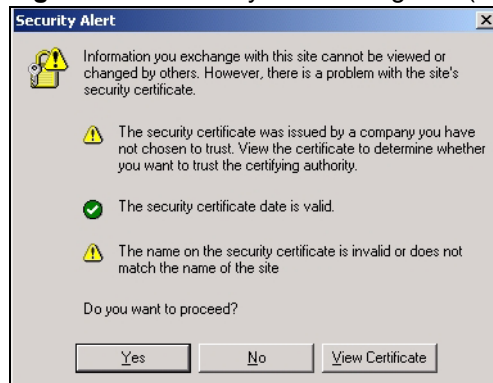 Security Alert
Information you exchange with this site cannot be viewed or
changed by others. However, there is a problem with the site's
security certificate.
The security certificate was issued by a company you have
not chosen to trust. View the certificate to determine whether
you want to trust the certifying authority.
The security certificate date is valid.
The name on the security certificate is invalid or does not
match the name of the site
Do you want to proceed?
Yes No View Certificate